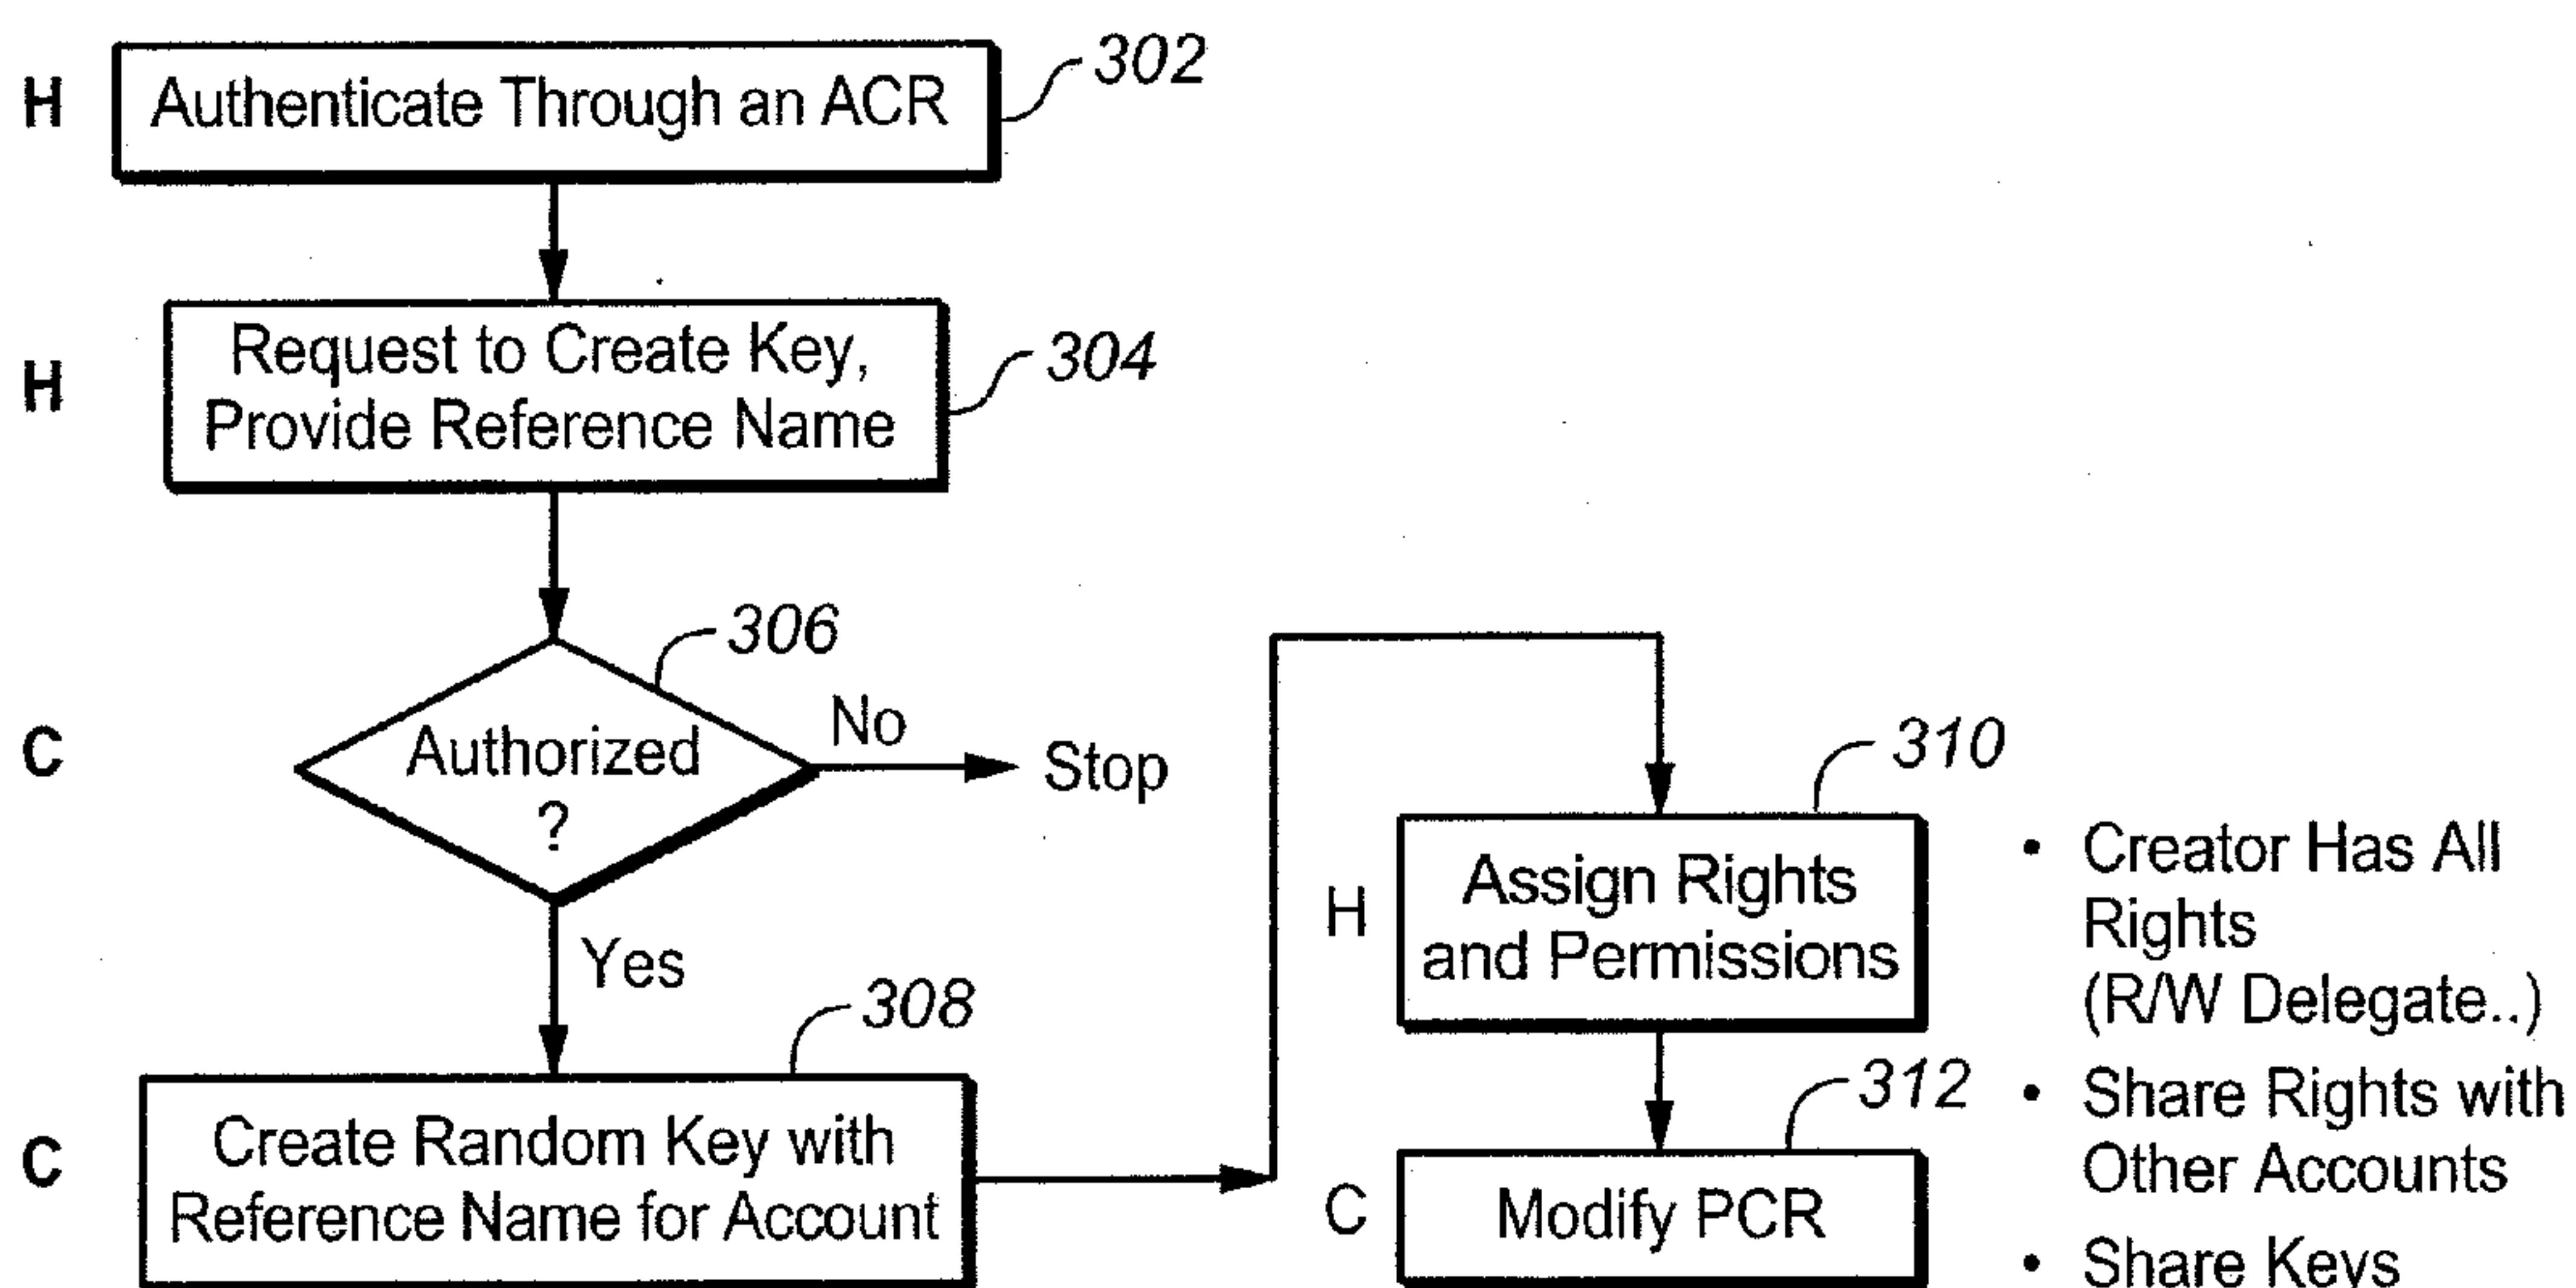 H Authenticate Through an ACR 302
H Request to Create Key,
Provide Reference Name 304
306
C Authorized
?
No
Stop
Yes
308
C Create Random Key with
Reference Name for Account
310
H Assign Rights
and Permissions
312
C Modify PCR
• Creator Has All
Rights
(R/W Delegate..)
• Share Rights with
Other Accounts
• Share Keys